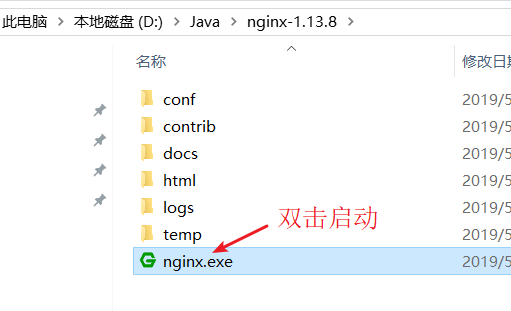 此电脑 > 本地磁盘 (D:) > Java > nginx-1.13.8 >
名称 修改日期
conf 2019/5
contrib 2019/5
docs 2019/5
html 2019/5
logs 2019/5
temp 2019/5
双击启动
nginx.exe 2019/5